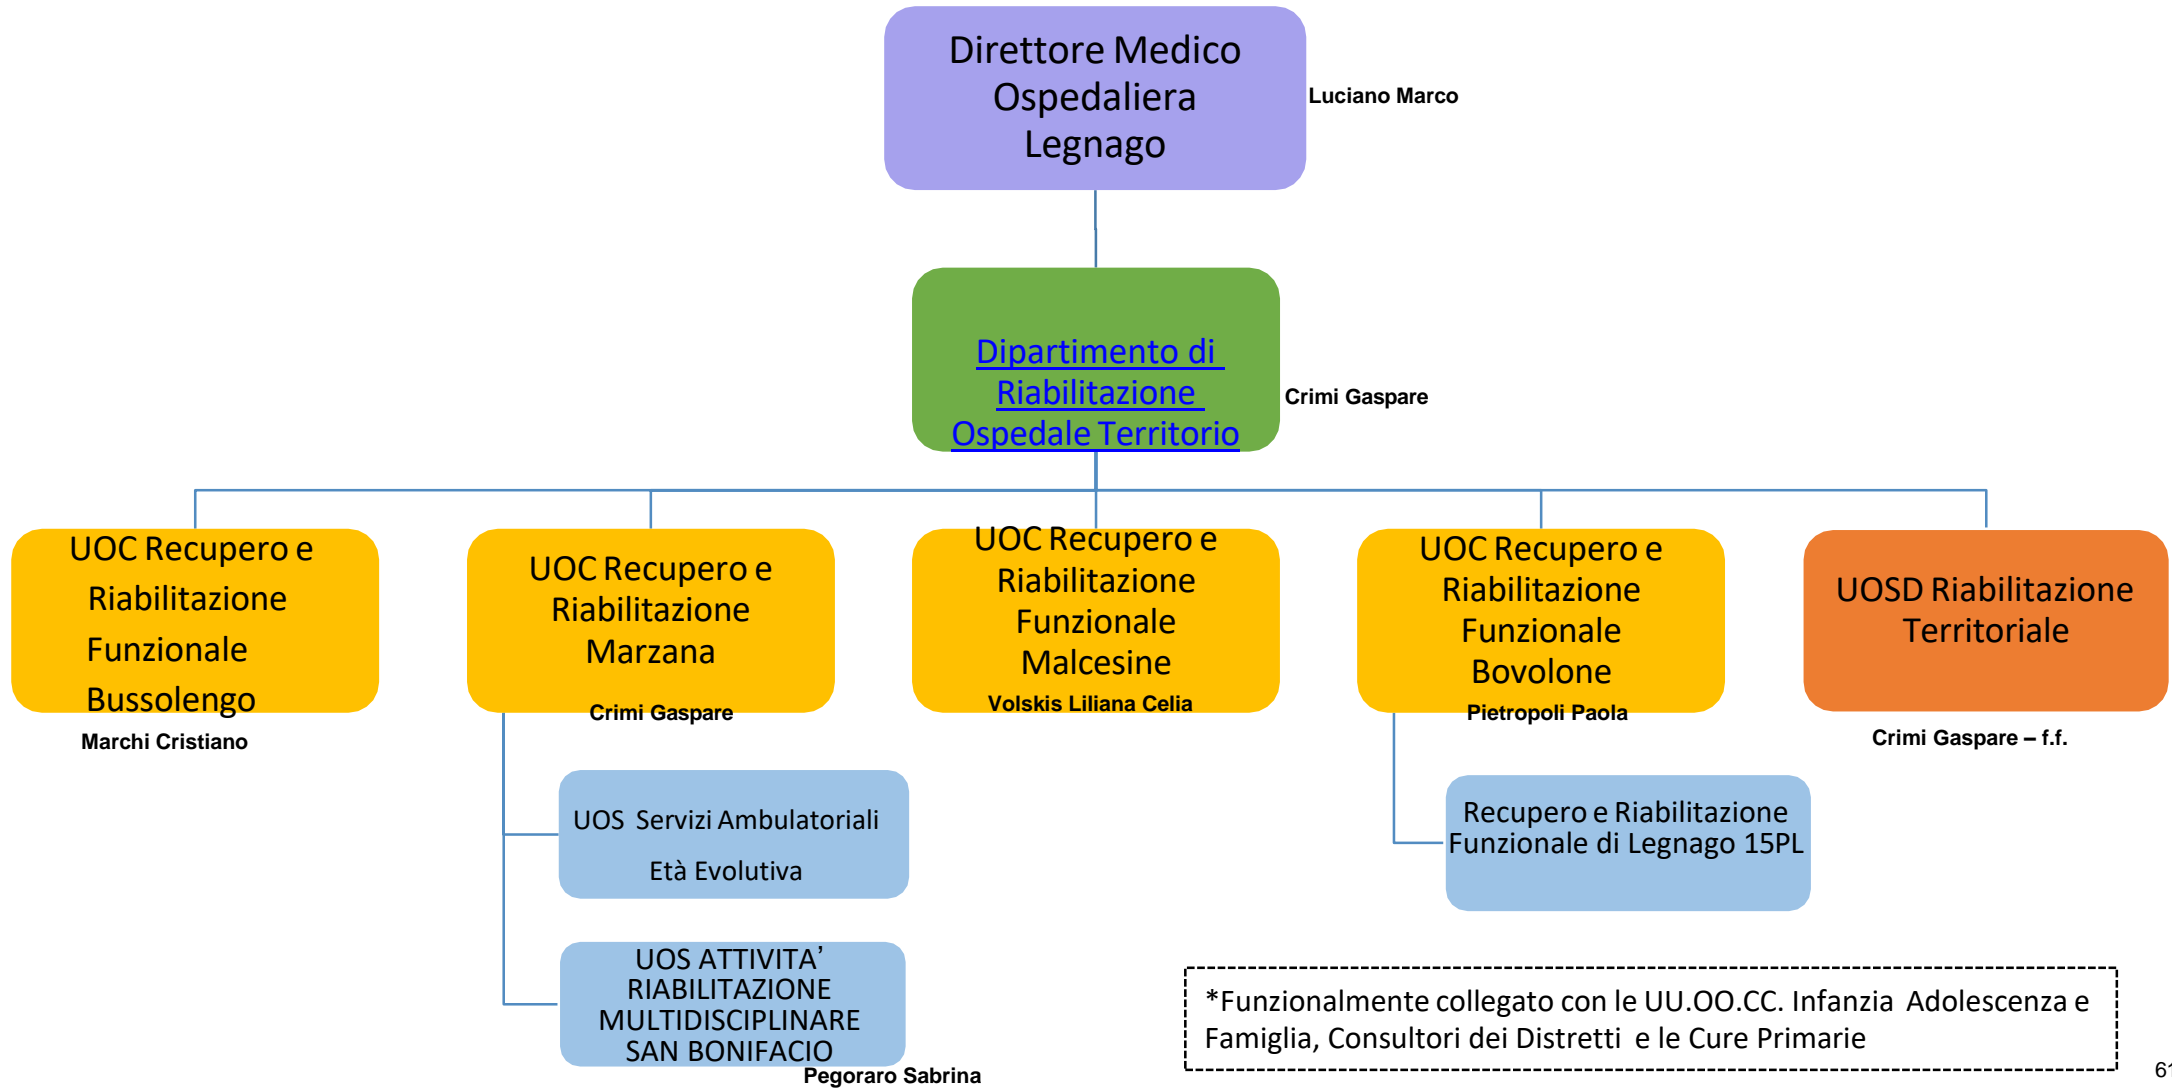 Direttore Medico
Ospedaliera
Legnago
Luciano Marco
Dipartimento di
Riabilitazione
Ospedale Territorio
Crimi Gaspare
UOC Recupero e
Riabilitazione
Funzionale
Bussolengo
Marchi Cristiano
UOC Recupero e
Riabilitazione
Marzana
Crimi Gaspare
UOC Recupero e
Riabilitazione
Funzionale
Malcesine
Volskis Liliana Celia
UOC Recupero e
Riabilitazione
Funzionale
Bovolone
Pietropoli Paola
UOSD Riabilitazione
Territoriale
Crimi Gaspare – f.f.
UOS Servizi Ambulatoriali
Età Evolutiva
UOS ATTIVITA’
RIABILITAZIONE
MULTIDISCIPLINARE
SAN BONIFACIO
Pegoraro Sabrina
Recupero e Riabilitazione
Funzionale di Legnago 15PL
*Funzionalmente collegato con le UU.OO.CC. Infanzia Adolescenza e
Famiglia, Consultori dei Distretti e le Cure Primarie
61